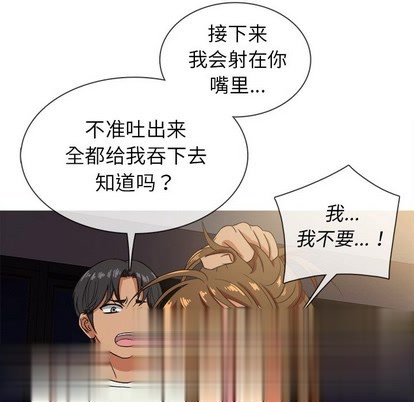 接下来
我会射在你
嘴里...
不准吐出来
全都给我吞下去
知道吗？
我...
我不要...！